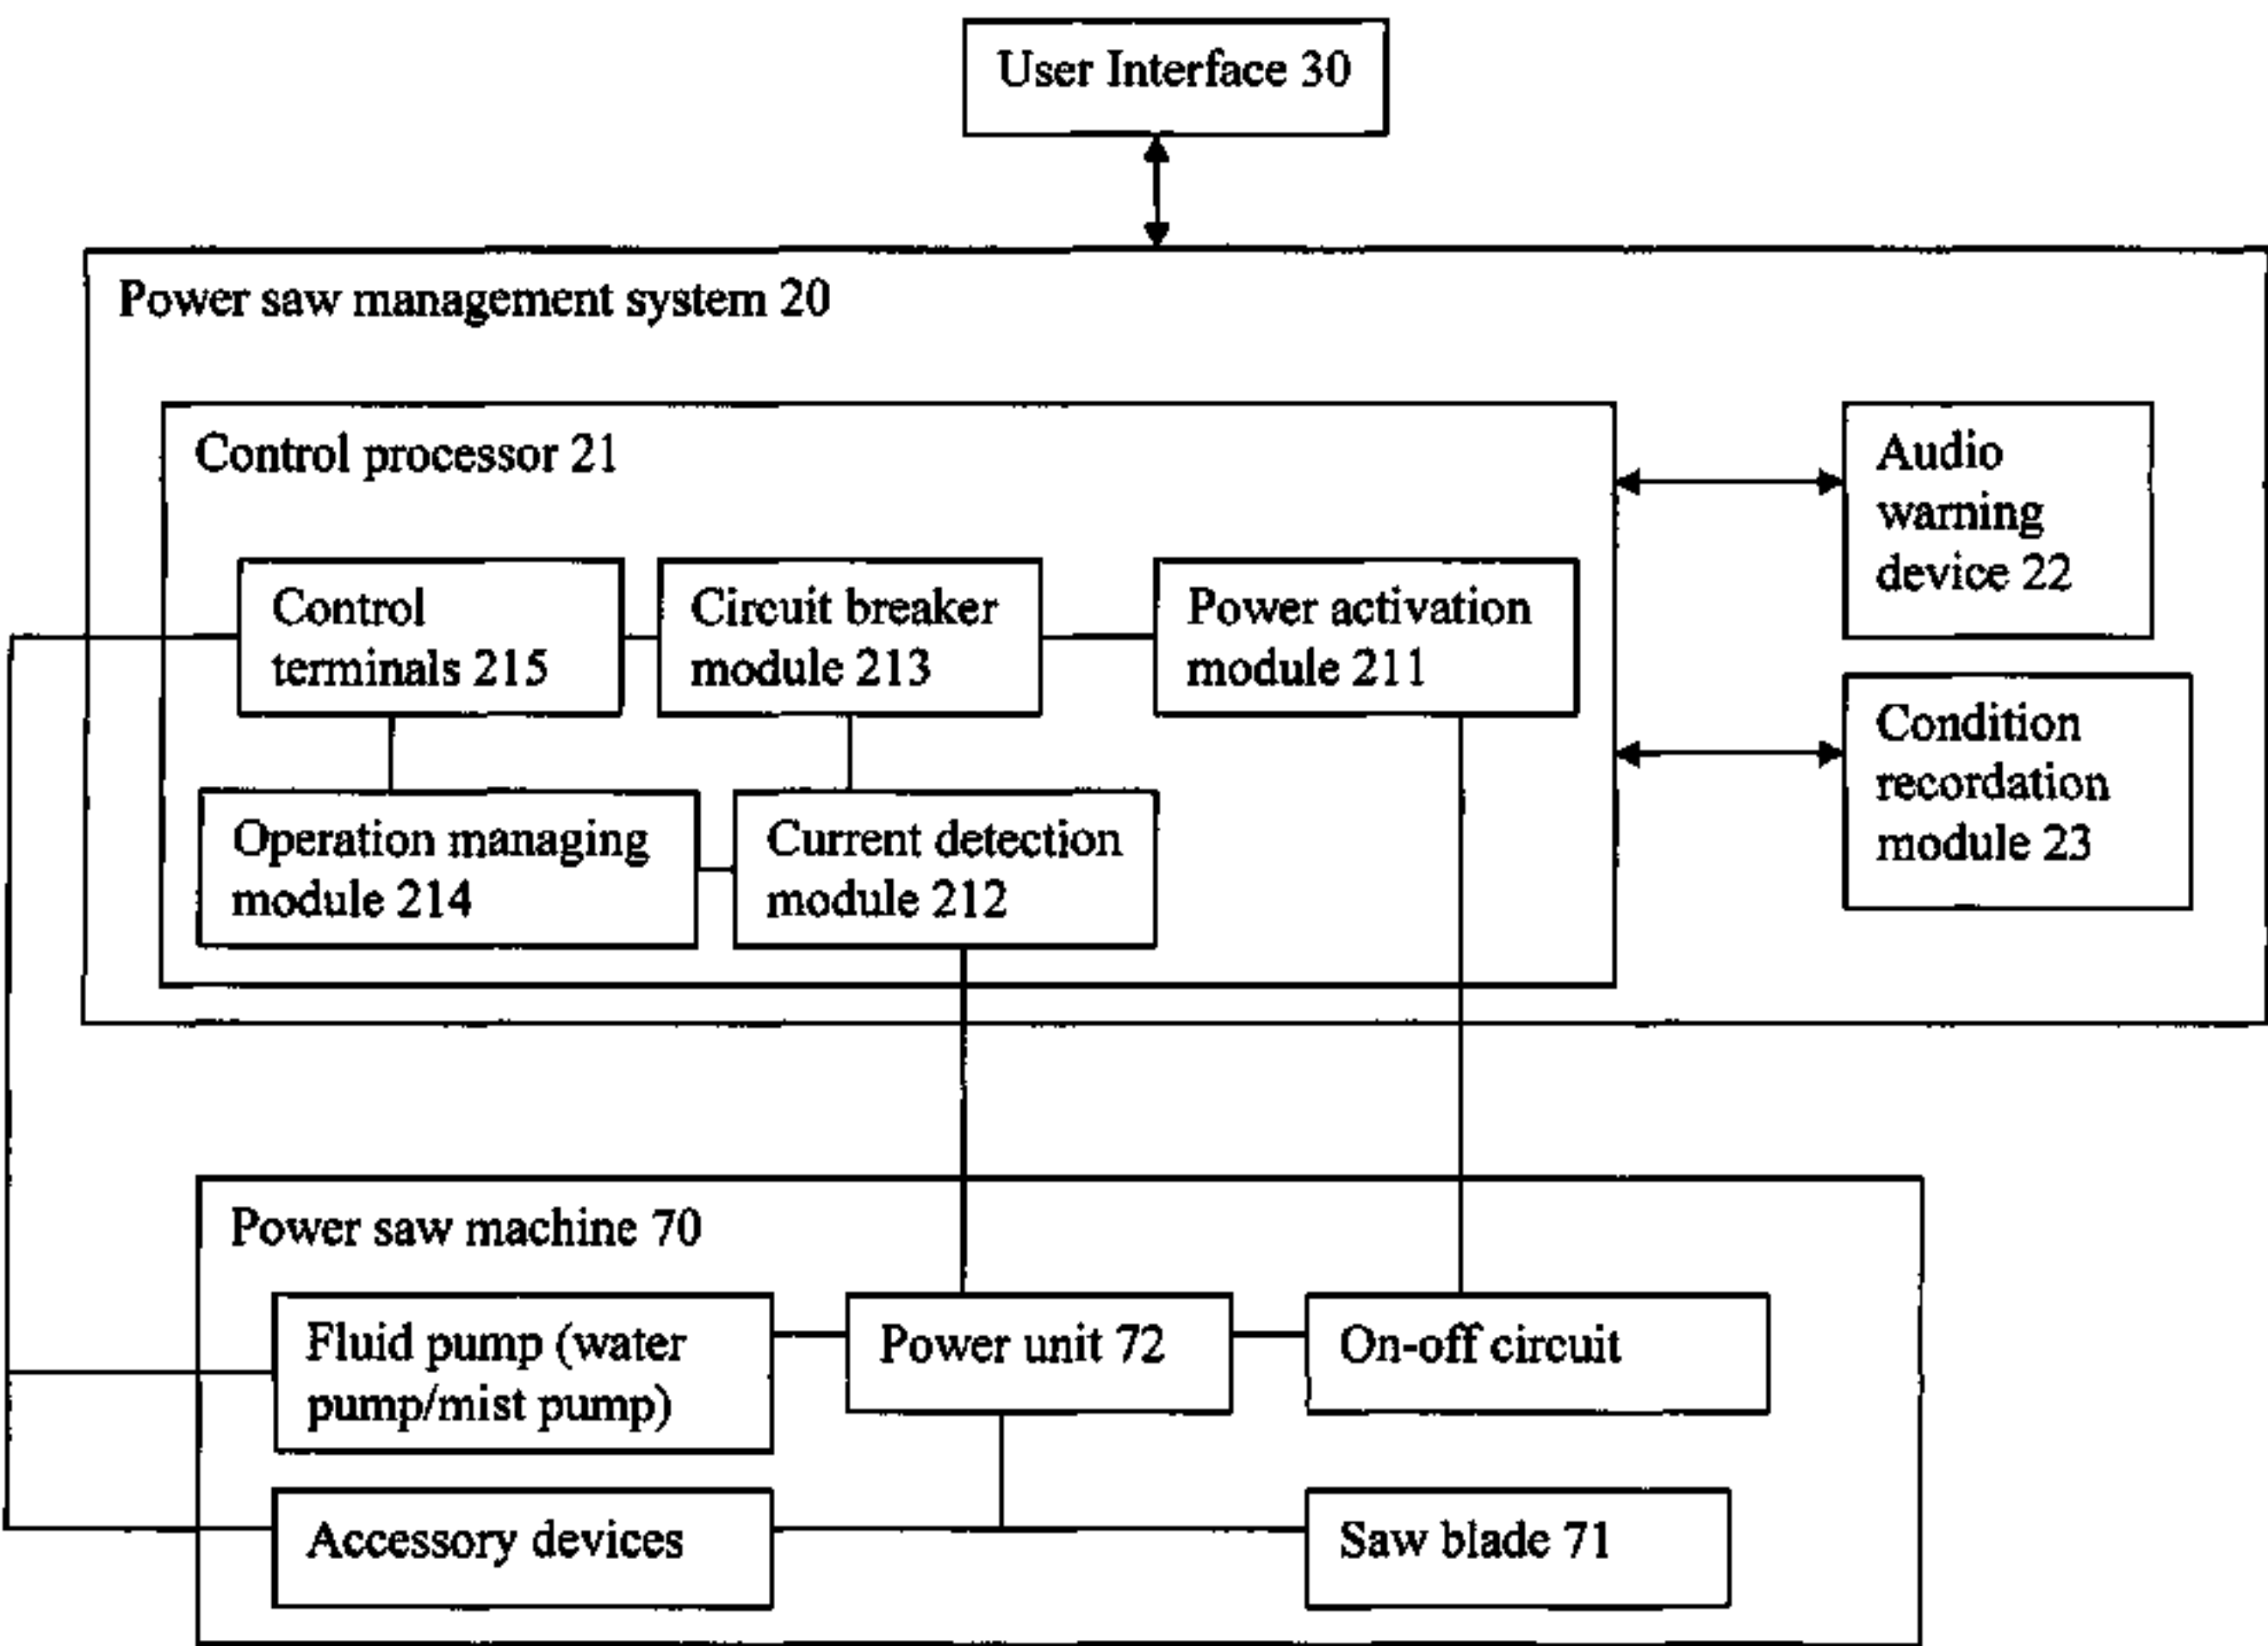 User Interface 30
Power saw management system 20
Control processor 21
Audio
warning
device 22
Control
terminals 215
Circuit breaker
module 213
Power activation
module 211
Condition
recordation
module 23
Operation managing
module 214
Current detection
module 212
Power saw machine 70
Fluid pump (water
pump/mist pump)
Power unit 72
On-off circuit
Accessory devices
Saw blade 71